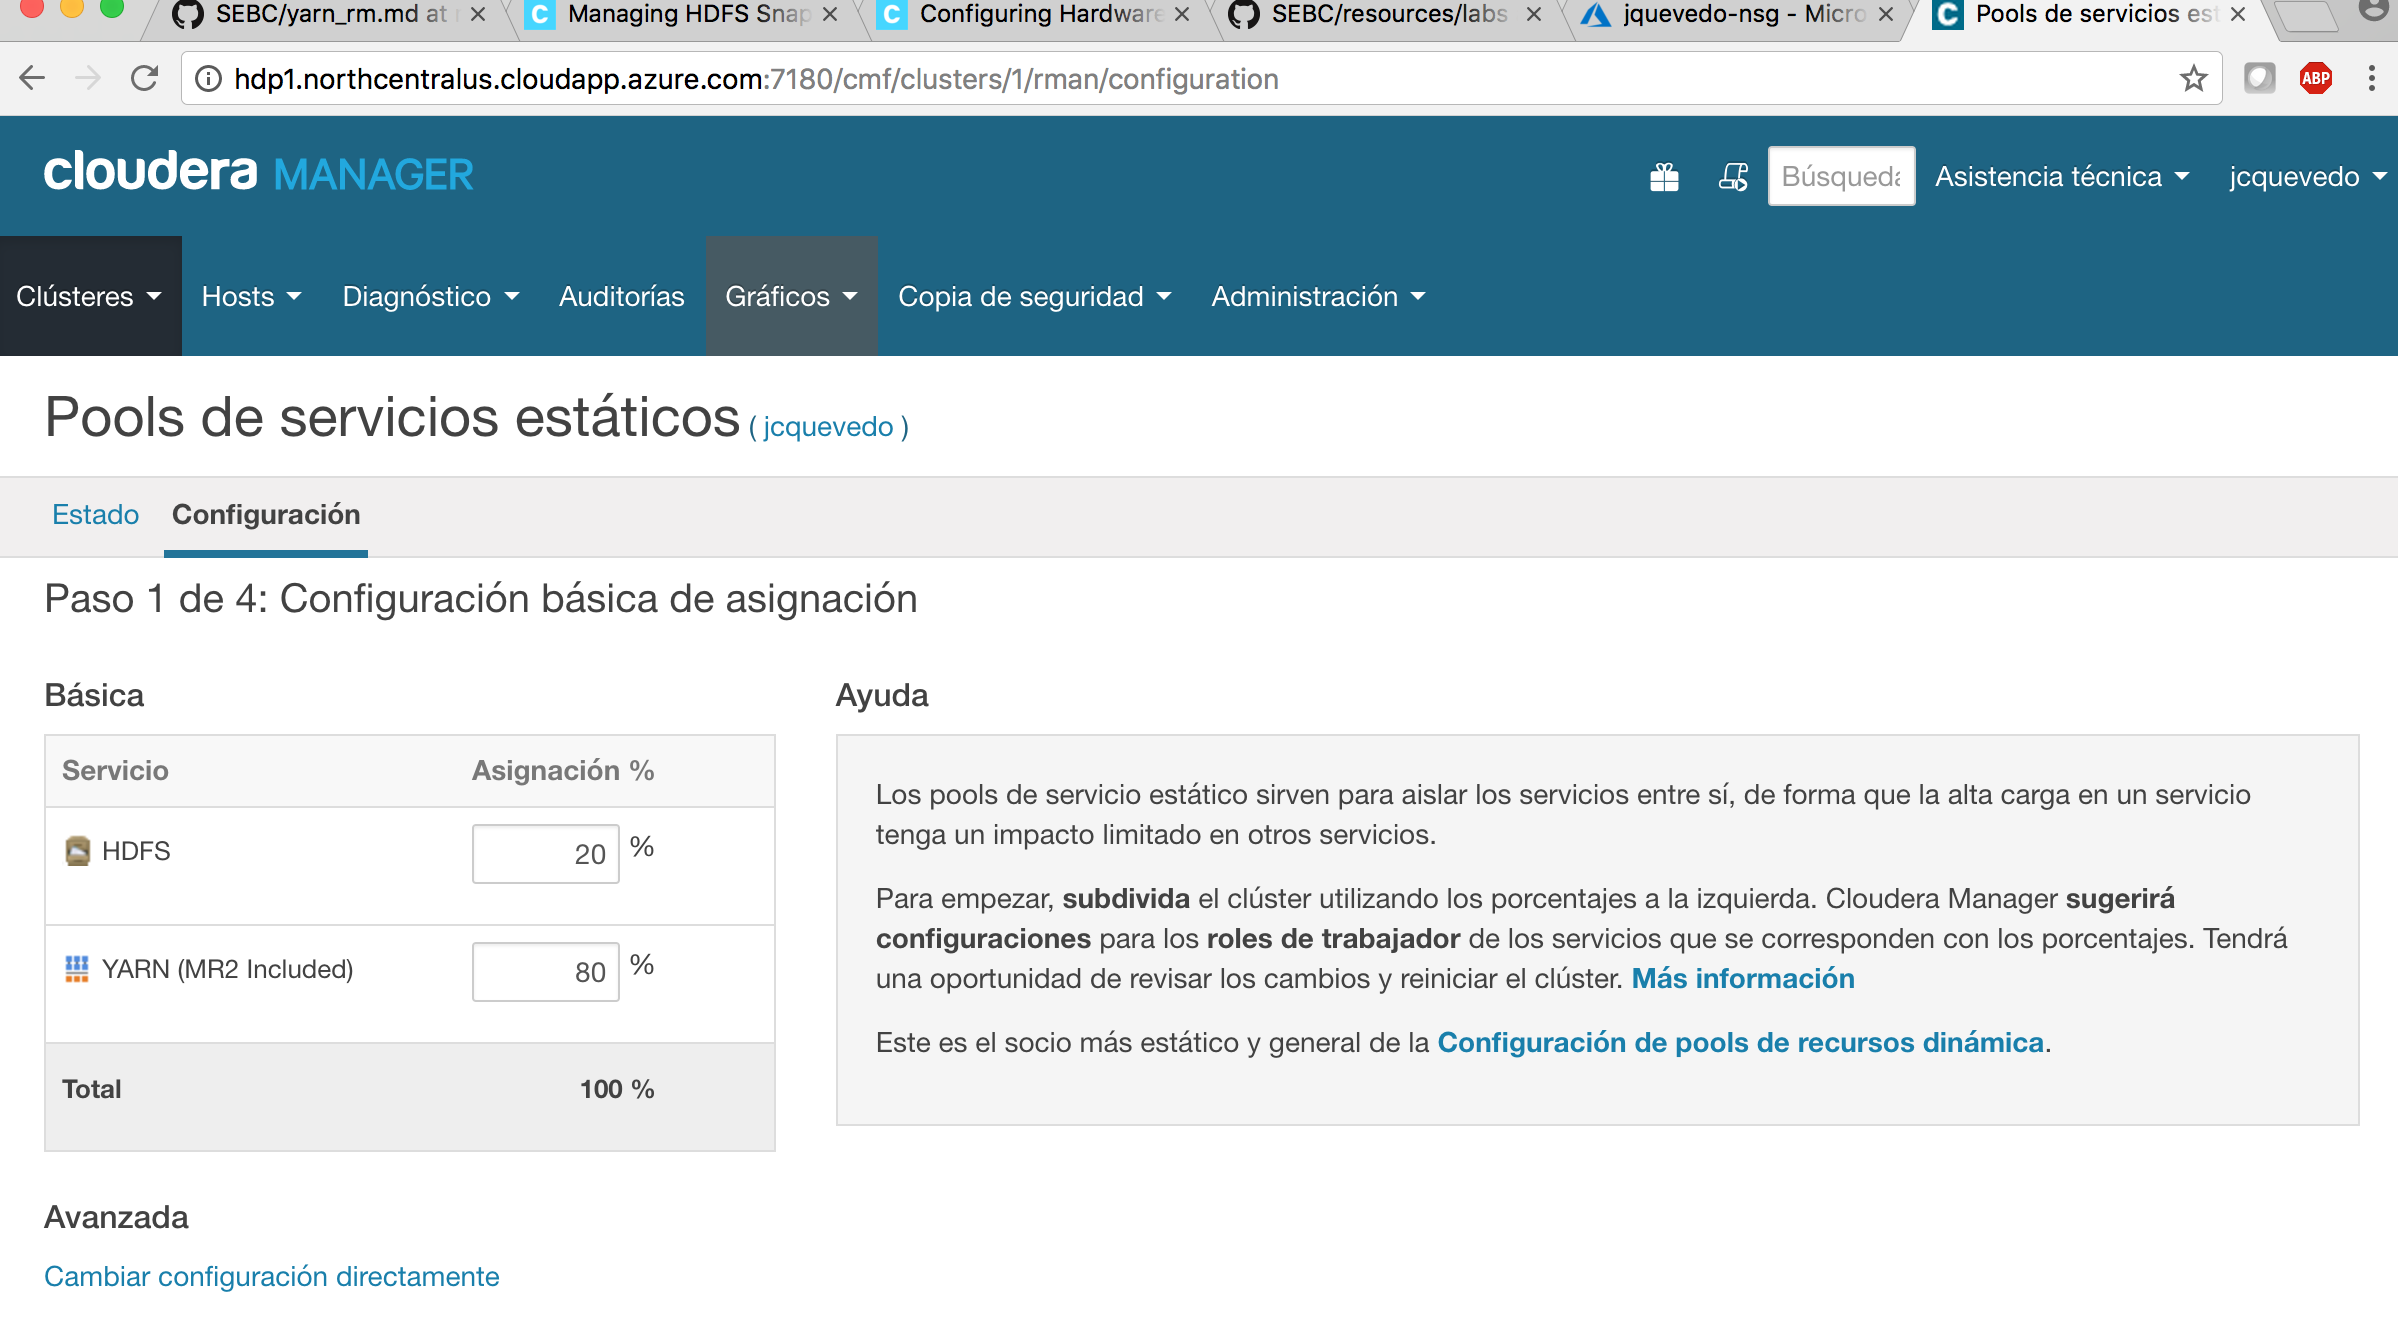 SEBC/yarn_rm.md at
Managing HDFS Snap
Configuring Hardware
SEBC/resources/labs
jquevedo-nsg - Micro
Pools de servicios est
hdp1.northcentralus.cloudapp.azure.com:7180/cmf/clusters/1/rman/configuration
ABP
cloudera MANAGER
Búsqueda
Asistencia técnica
jcquevedo
Clústeres
Hosts
Diagnóstico
Auditorías
Gráficos
Copia de seguridad
Administración
Pools de servicios estáticos ( jcquevedo )
Estado
Configuración
Paso 1 de 4: Configuración básica de asignación
Básica
Servicio Asignación %
HDFS 20 %
YARN (MR2 Included) 80 %
Total 100 %
Ayuda
Los pools de servicio estático sirven para aislar los servicios entre sí, de forma que la alta carga en un servicio
tenga un impacto limitado en otros servicios.
Para empezar, subdivida el clúster utilizando los porcentajes a la izquierda. Cloudera Manager sugerirá
configuraciones para los roles de trabajador de los servicios que se corresponden con los porcentajes. Tendrá
una oportunidad de revisar los cambios y reiniciar el clúster. Más información
Este es el socio más estático y general de la Configuración de pools de recursos dinámica.
Avanzada
Cambiar configuración directamente